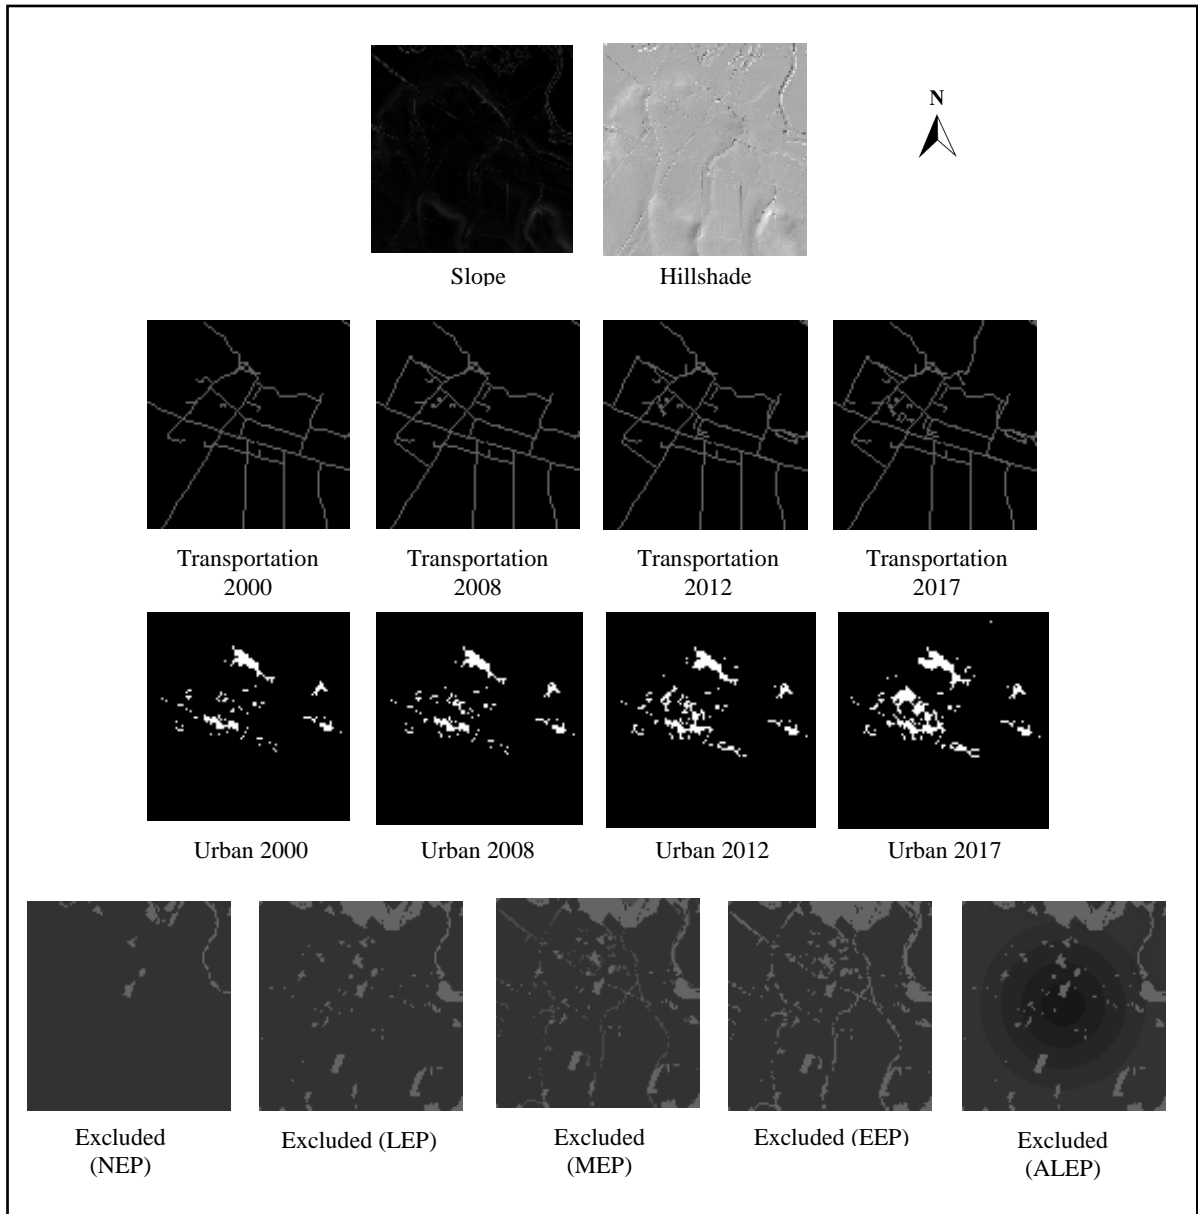 N
Slope
Hillshade
Transportation
2000
Transportation
2008
Transportation
2012
Transportation
2017
Urban 2000
Urban 2008
Urban 2012
Urban 2017
Excluded
(NEP)
Excluded (LEP)
Excluded
(MEP)
Excluded (EEP)
Excluded
(ALEP)